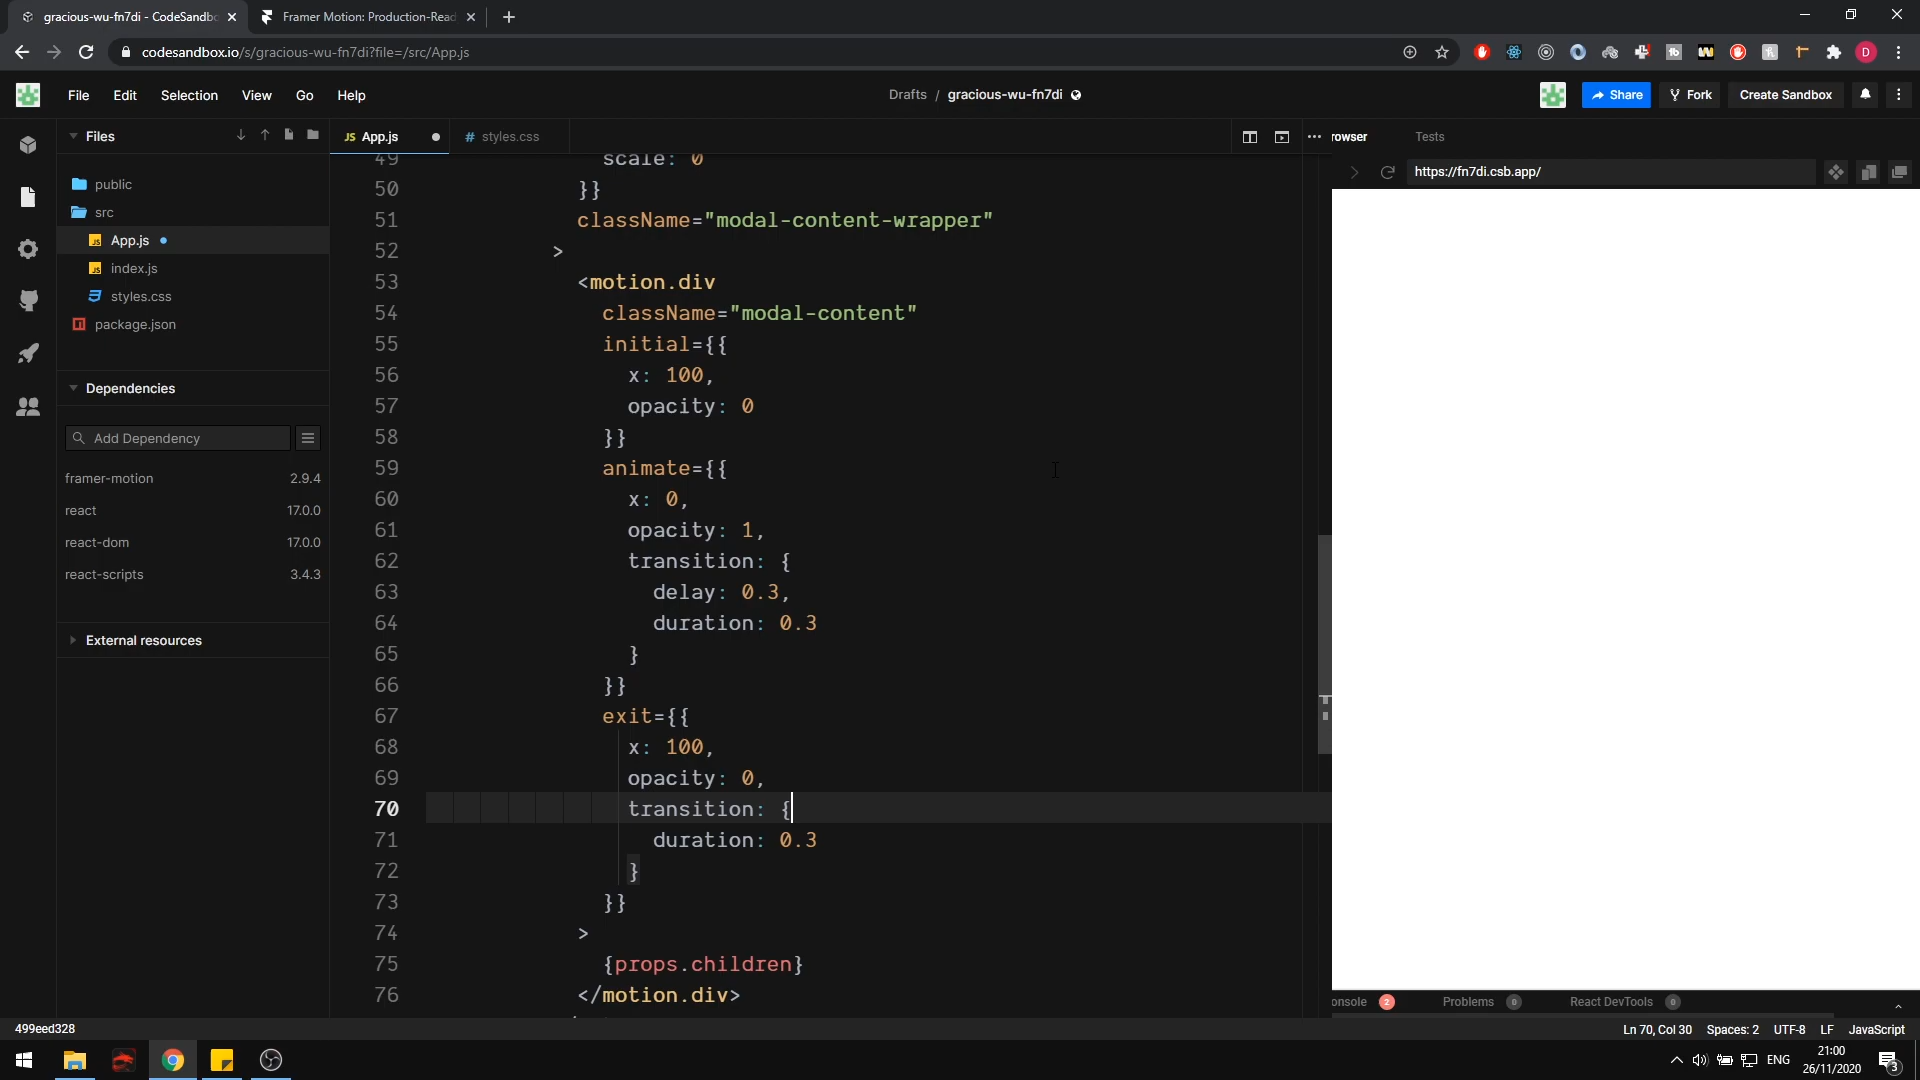 gracious-wu-fn7di - CodeSandbo
Framer Motion: Production-Read
codesandbox.io/s/gracious-wu-fn7di?file=/src/App.js
D
File Edit Selection View Go Help
Drafts / gracious-wu-fn7di
Share
Fork
Create Sandbox
Files
JS App.js
# styles.css
rowser
Tests
https://fn7di.csb.app/
public
src
App.js
index.js
styles.css
package.json
Dependencies
Add Dependency
framer-motion 2.9.4
react 17.0.0
react-dom 17.0.0
react-scripts 3.4.3
External resources
49 scale: 0
50 }}
51 className="modal-content-wrapper"
52 >
53 <motion.div
54 className="modal-content"
55 initial={{
56 x: 100,
57 opacity: 0
58 }}
59 animate={{
60 x: 0,
61 opacity: 1,
62 transition: {
63 delay: 0.3,
64 duration: 0.3
65 }
66 }}
67 exit={{
68 x: 100,
69 opacity: 0,
70 transition: {
71 duration: 0.3
72 }
73 }}
74 >
75 {props.children}
76 </motion.div>
onsole 2
Problems 0
React DevTools 0
499eed328
Ln 70, Col 30 Spaces: 2 UTF-8 LF JavaScript
ENG
21:00
26/11/2020
3